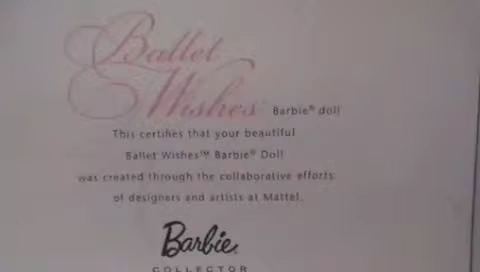 Ballet
Wishes Barbie® doll
This certifies that your beautiful
Ballet Wishes™ Barbie® Doll
was created through the collaborative efforts
of designers and artists at Mattel.
Barbie
COLLECTOR